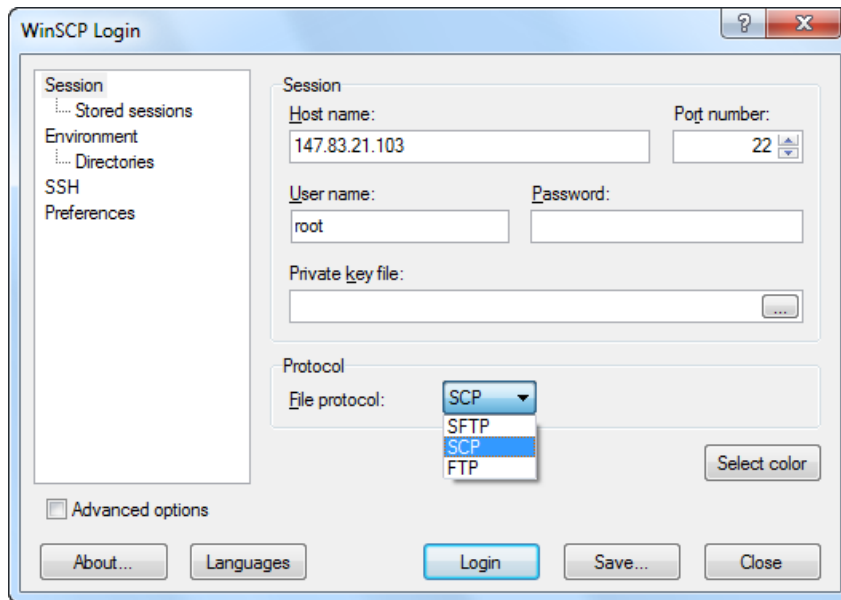 WinSCP Login
Session
Stored sessions
Environment
Directories
SSH
Preferences
Session
Host name:
Port number:
147.83.21.103
22
User name:
Password:
root
Private key file:
...
Protocol
File protocol:
SCP
SFTP
SCP
FTP
Select color
Advanced options
About...
Languages
Login
Save...
Close